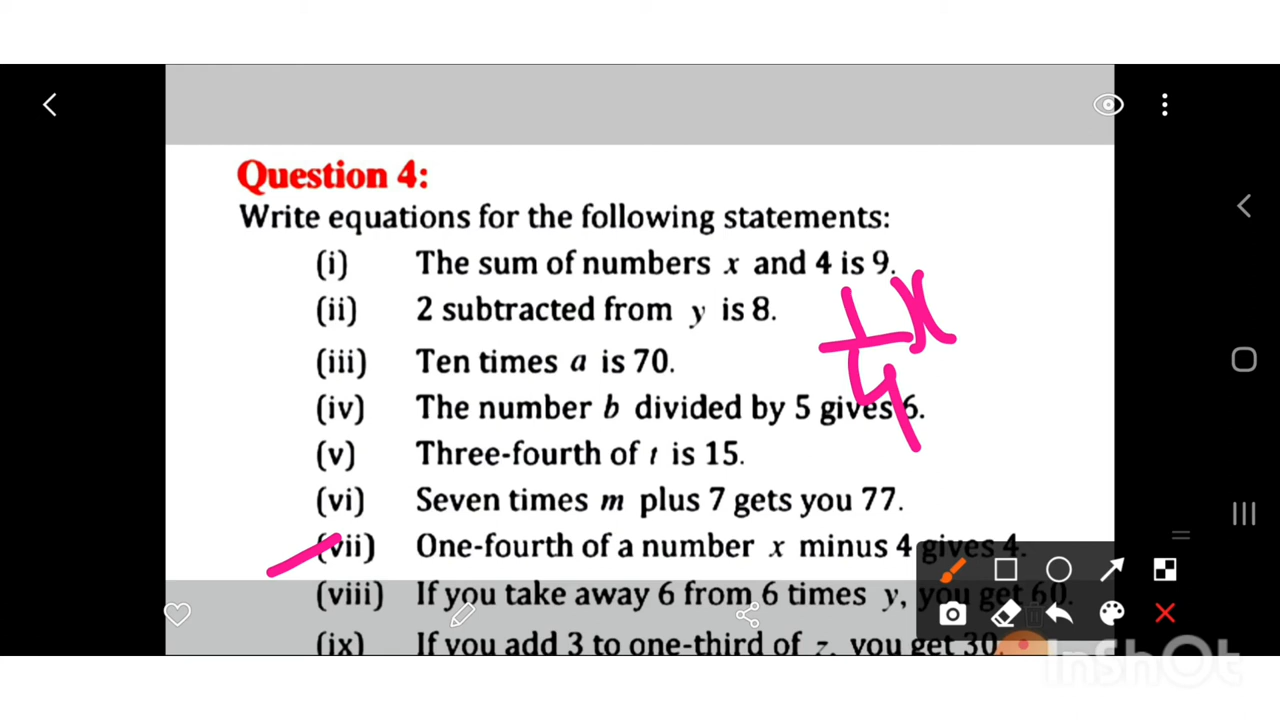 Question 4:
Write equations for the following statements:
(i) The sum of numbers x and 4 is 9.
(ii) 2 subtracted from y is 8.
(iii) Ten times a is 70.
(iv) The number b divided by 5 gives 6.
(v) Three-fourth of t is 15.
(vi) Seven times m plus 7 gets you 77.
(vii) One-fourth of a number x minus 4 gives 4.
(viii) If you take away 6 from 6 times y, you get 60.
(ix) If you add 3 to one-third of z, you get 30.
1/4 x
InShOt